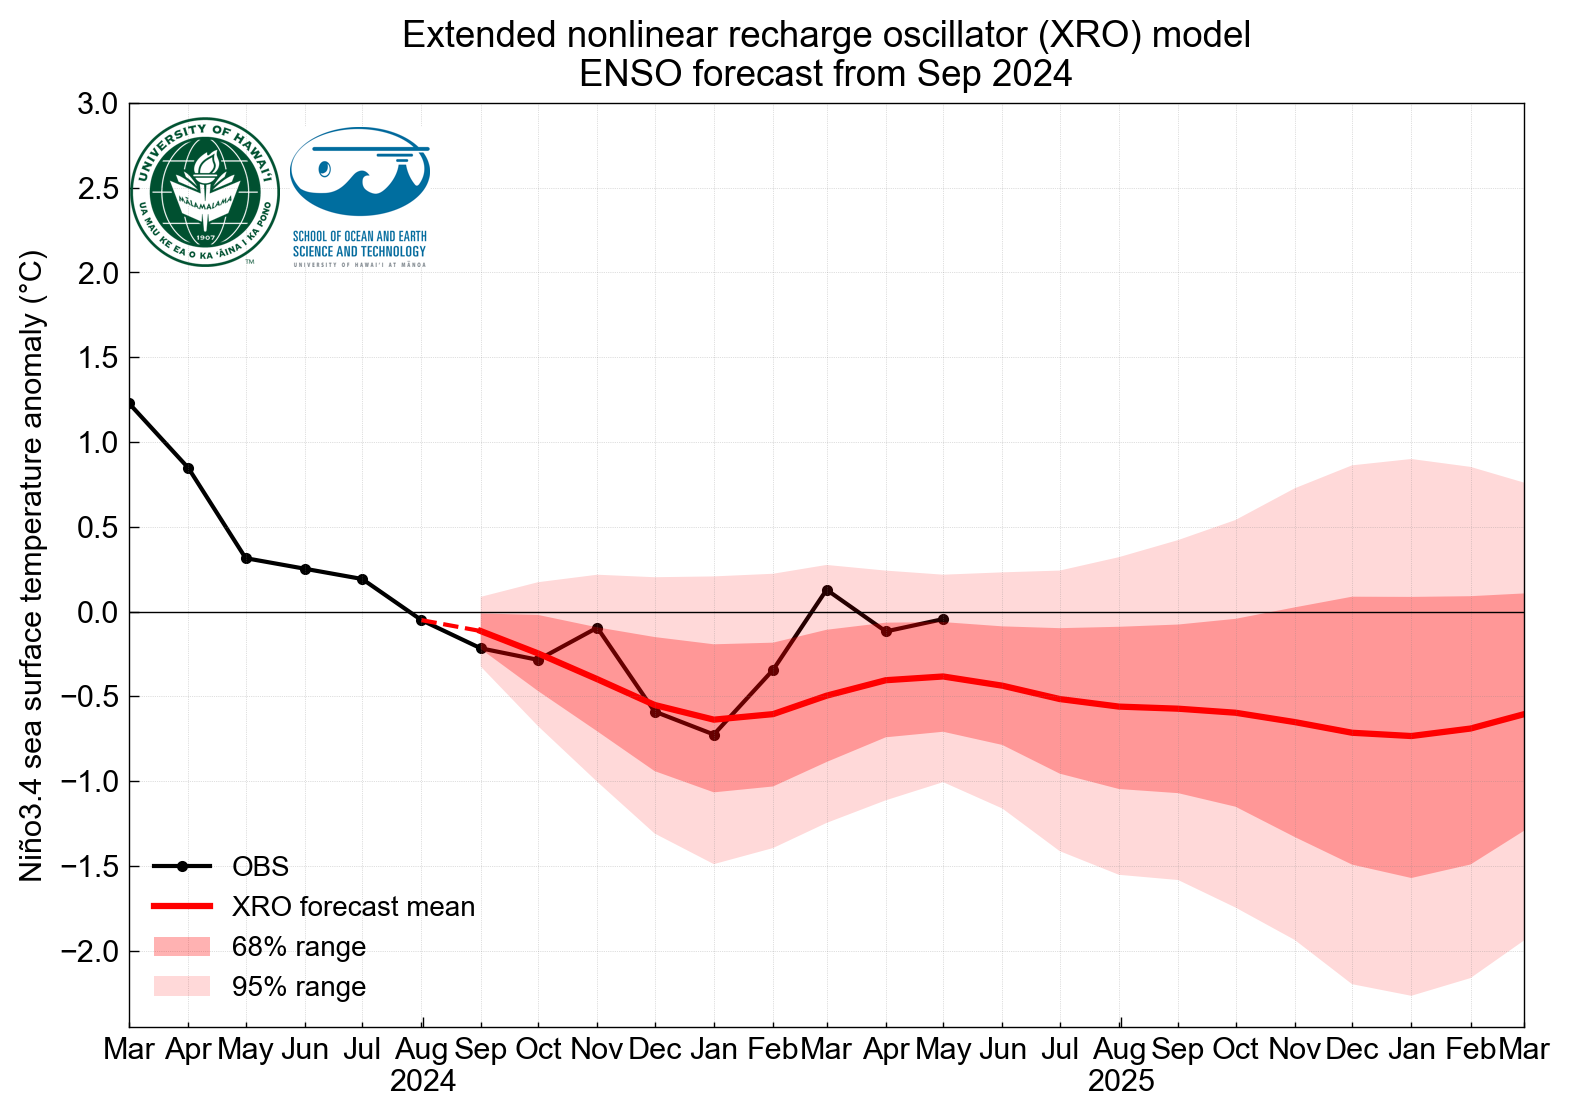 Extended nonlinear recharge oscillator (XRO) model
ENSO forecast from Sep 2024
3.0
2.5
2.0
1.5
1.0
0.5
0.0
−0.5
−1.0
−1.5
−2.0
Niño3.4 sea surface temperature anomaly (°C)
UNIVERSITY OF HAWAI‘I
MĀLAMALAMA
1907
UA MAU KE EA O KA ‘ĀINA I KA PONO
TM
SCHOOL OF OCEAN AND EARTH
SCIENCE AND TECHNOLOGY
UNIVERSITY OF HAWAI‘I AT MĀNOA
OBS
XRO forecast mean
68% range
95% range
Mar Apr May Jun Jul Aug Sep Oct Nov Dec Jan Feb Mar Apr May Jun Jul Aug Sep Oct Nov Dec Jan Feb Mar
2024 2025